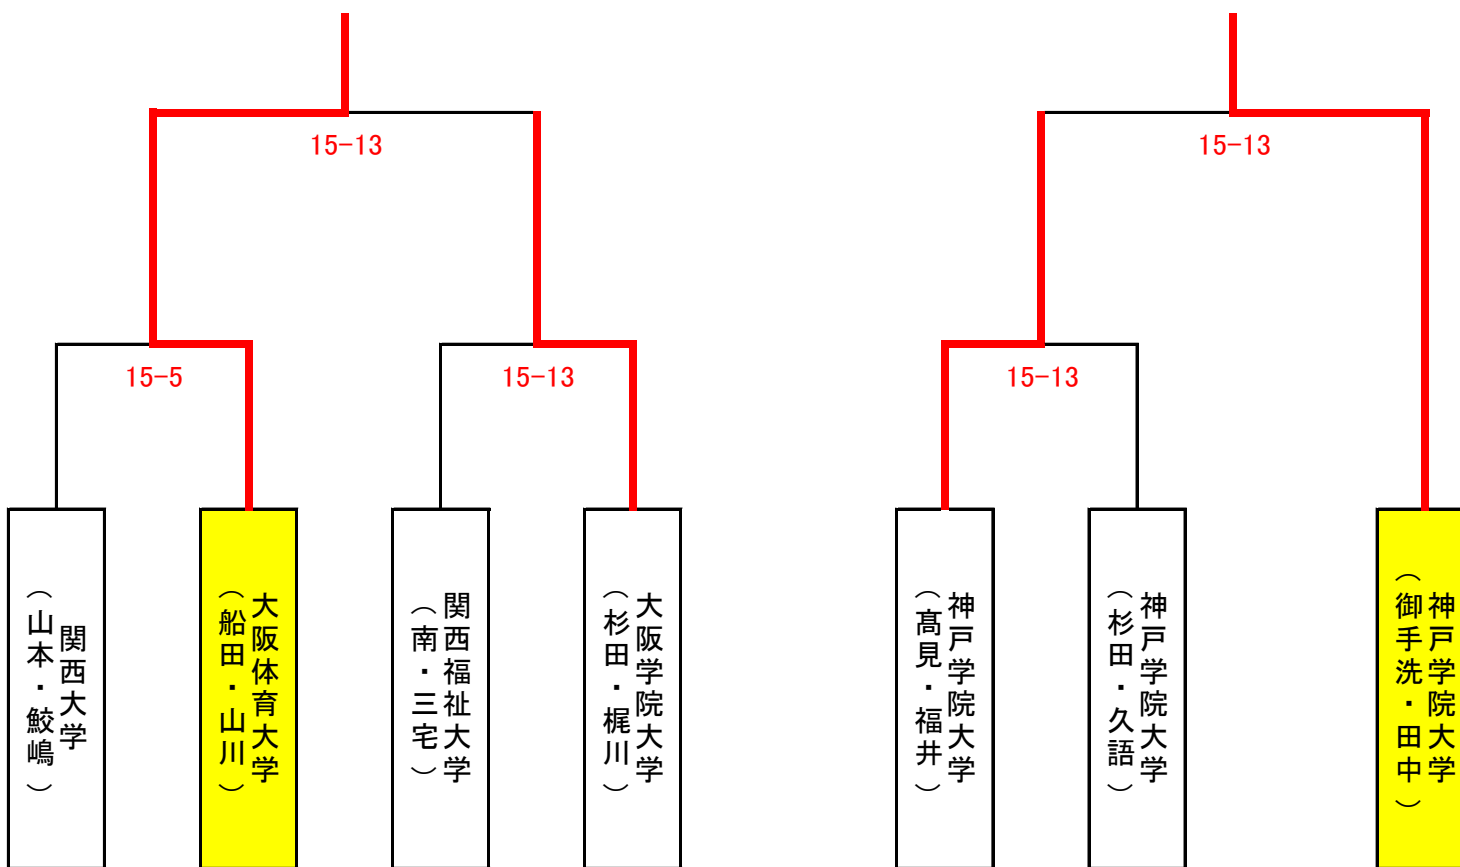 15-13
15-13
15-5
15-13
15-13
関西大学
（山本・鮫嶋）
大阪体育大学
（船田・山川）
関西福祉大学
（南・三宅）
大阪学院大学
（杉田・梶川）
神戸学院大学
（髙見・福井）
神戸学院大学
（杉田・久語）
神戸学院大学
（御手洗・田中）